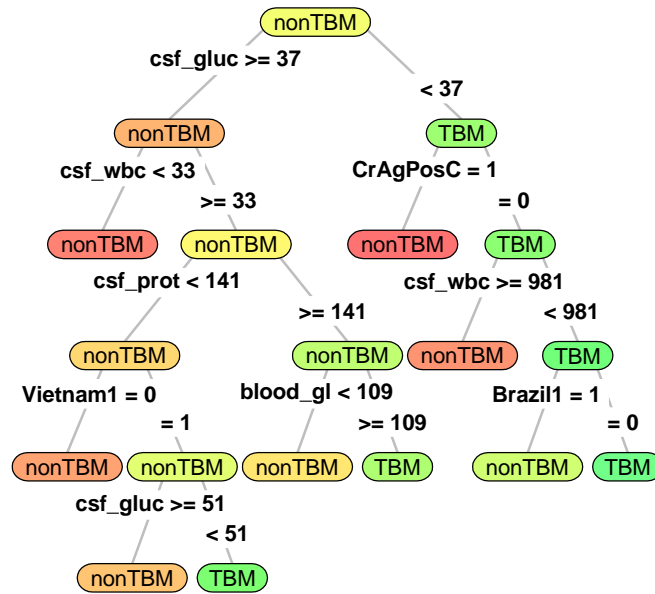 nonTBM
csf_gluc >= 37
< 37
nonTBM
TBM
csf_wbc < 33
CrAgPosC = 1
>= 33
= 0
nonTBM
nonTBM
nonTBM
TBM
csf_prot < 141
csf_wbc >= 981
>= 141
< 981
nonTBM
nonTBM
nonTBM
TBM
Vietnam1 = 0
blood_gl < 109
Brazil1 = 1
= 1
>= 109
= 0
nonTBM
nonTBM
nonTBM
TBM
nonTBM
TBM
csf_gluc >= 51
< 51
nonTBM
TBM